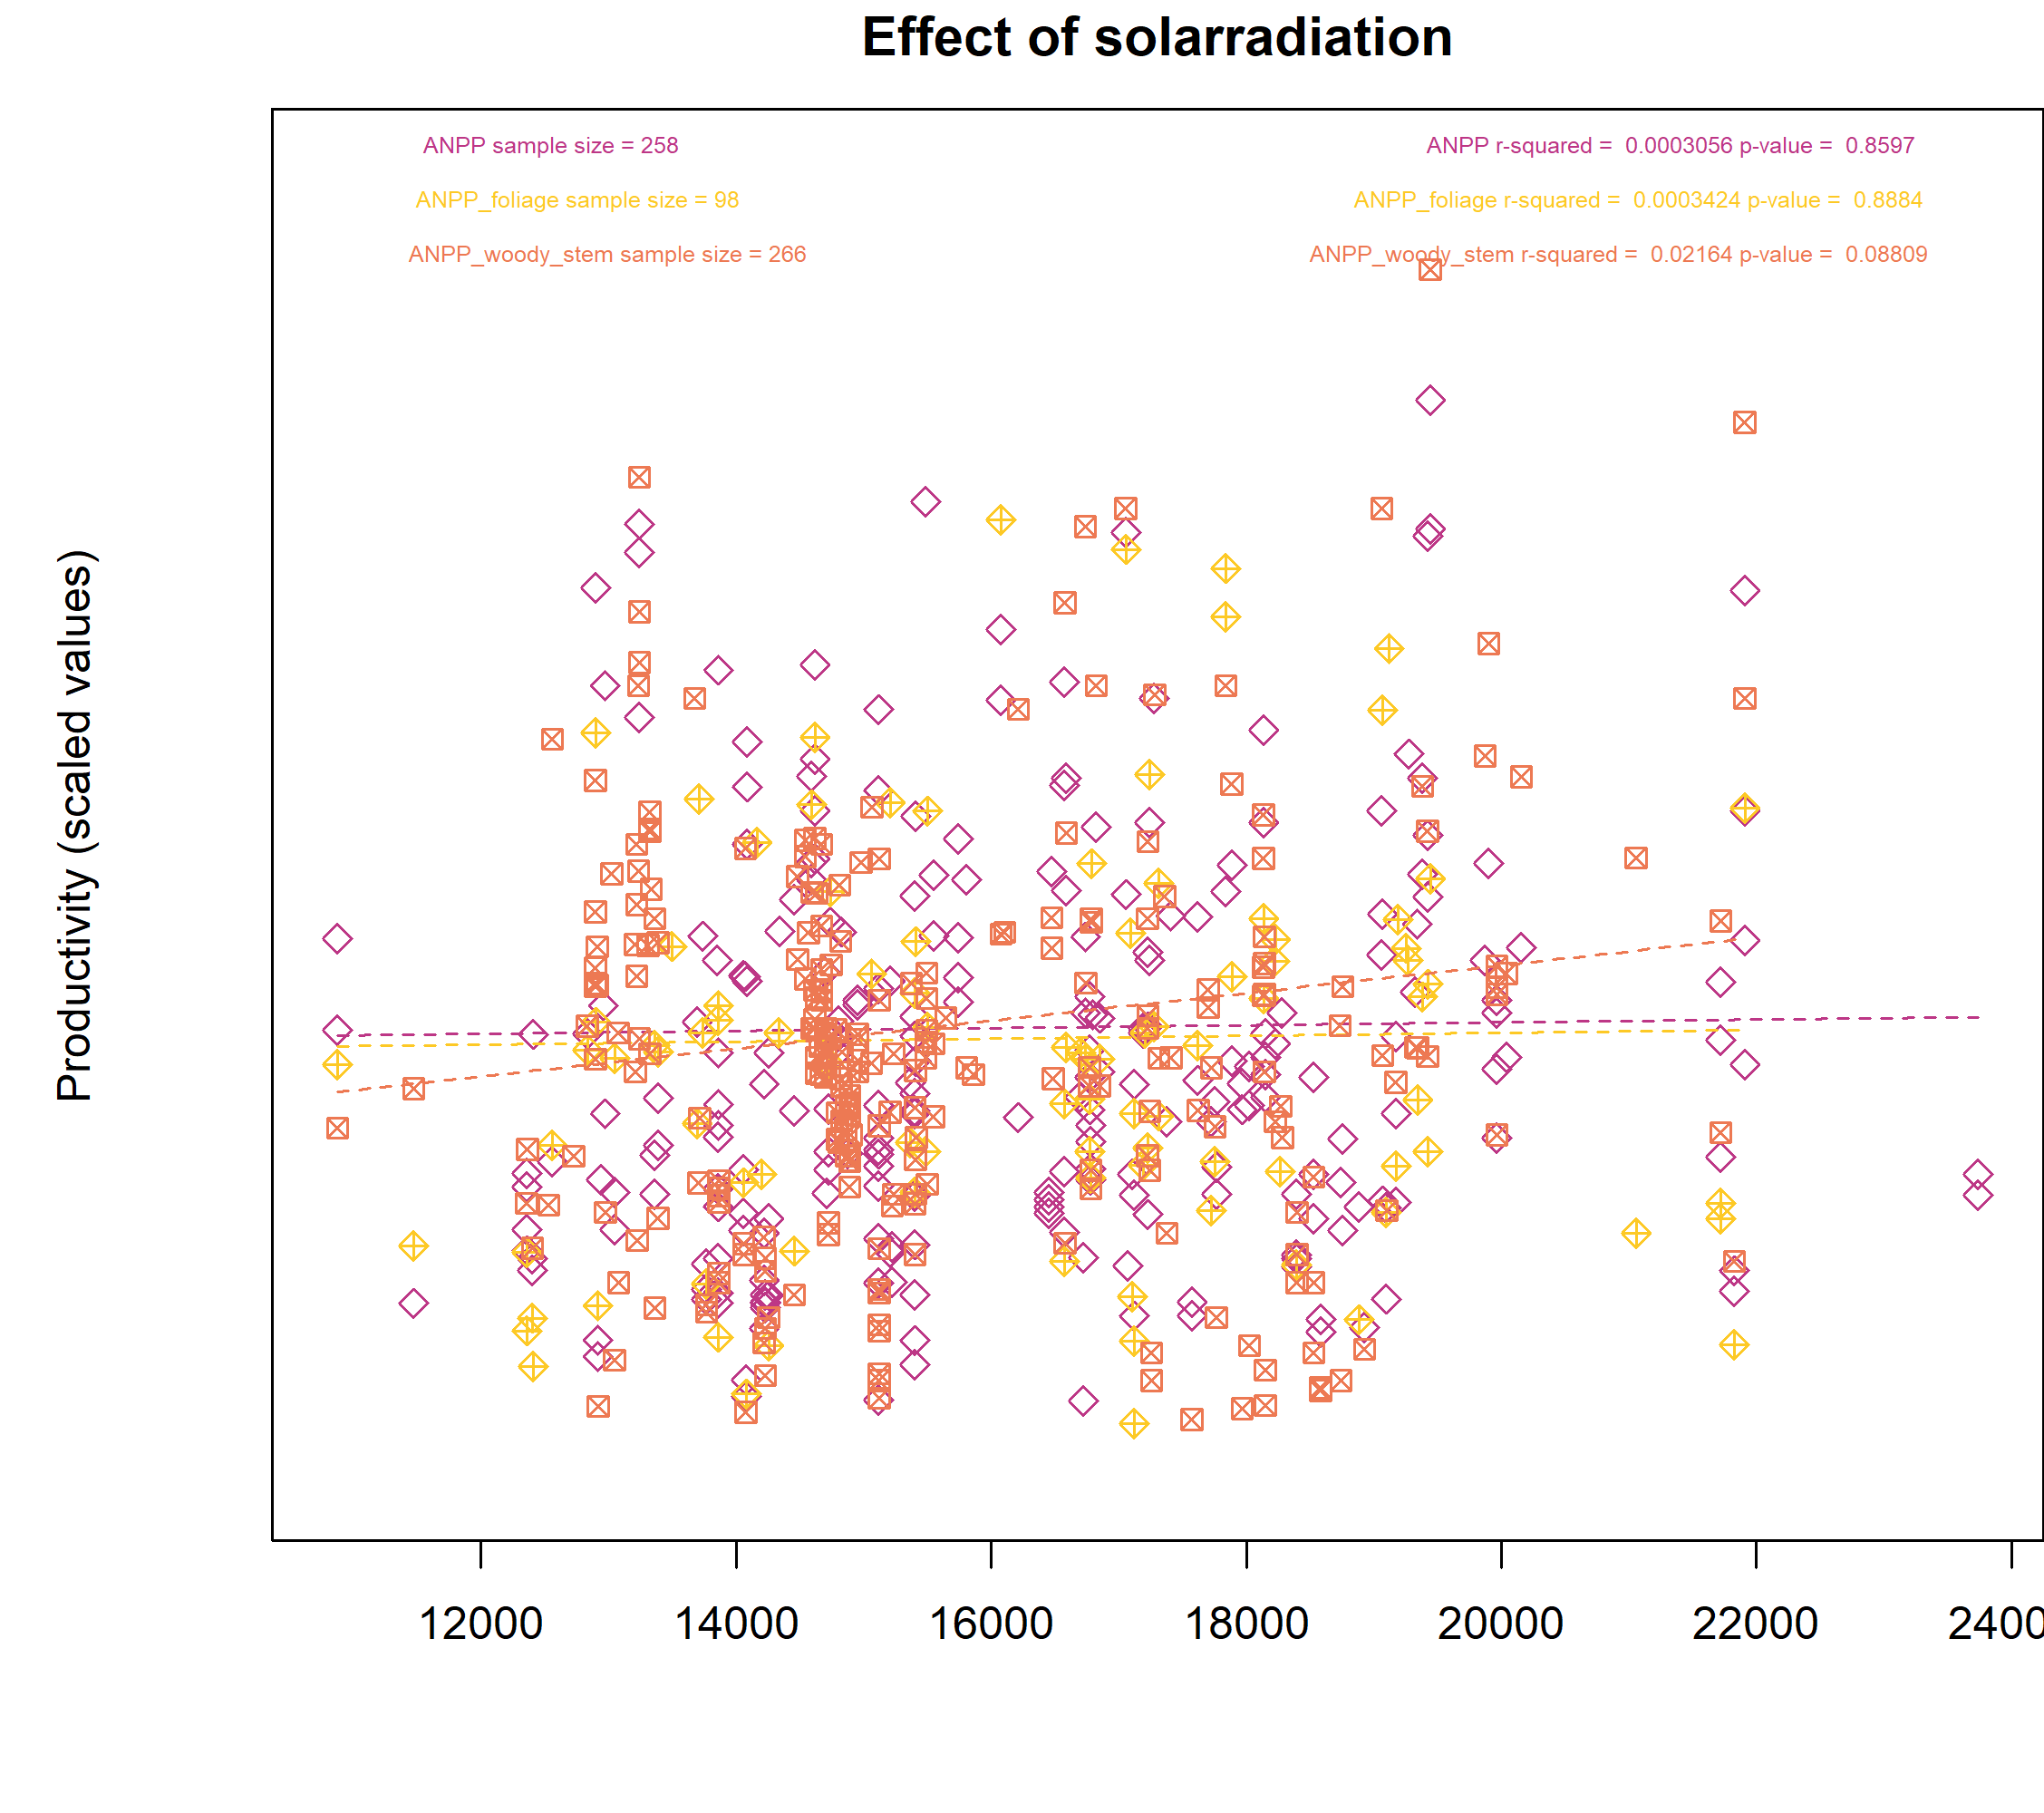 Effect of solarradiation
ANPP sample size = 258
ANPP r-squared = 0.0003056 p-value = 0.8597
ANPP_foliage sample size = 98
ANPP_foliage r-squared = 0.0003424 p-value = 0.8884
ANPP_woody_stem sample size = 266
ANPP_woody_stem r-squared = 0.02164 p-value = 0.08809
Productivity (scaled values)
12000 14000 16000 18000 20000 22000 2400